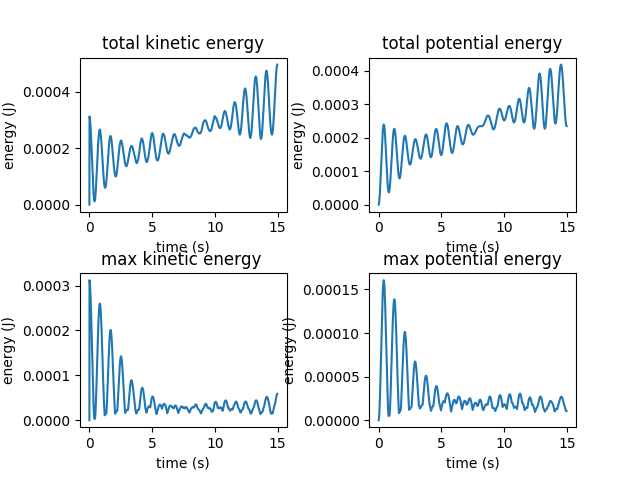 total kinetic energy
energy (J)
0.0004
0.0002
0.0000
0
5
10
15
time (s)
total potential energy
energy (J)
0.0004
0.0003
0.0002
0.0001
0.0000
0
5
10
15
time (s)
max kinetic energy
energy (J)
0.0003
0.0002
0.0001
0.0000
0
5
10
15
time (s)
max potential energy
energy (J)
0.00015
0.00010
0.00005
0.00000
0
5
10
15
time (s)